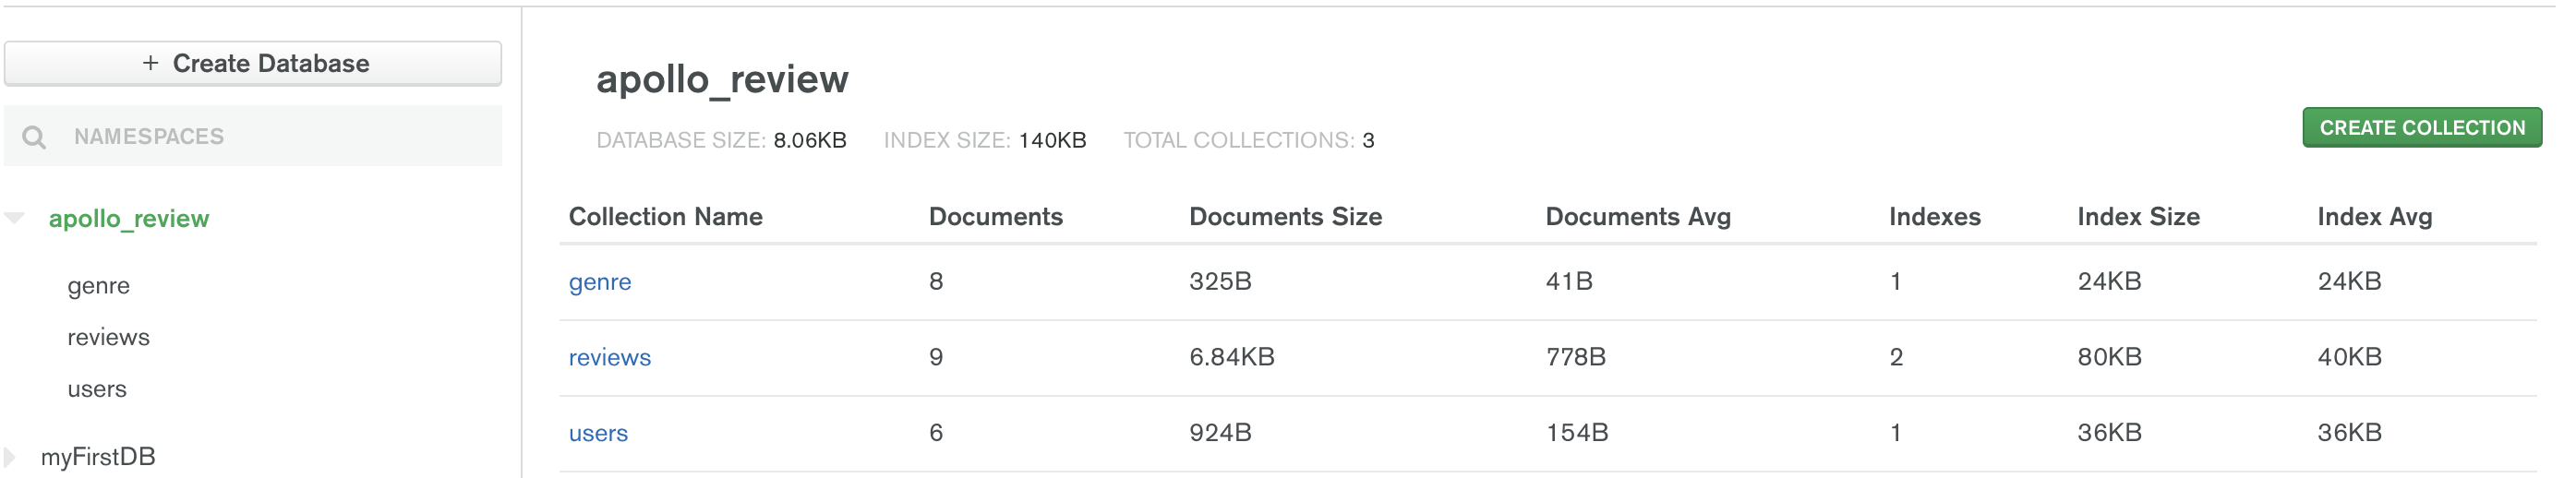 + Create Database
NAMESPACES
apollo_review
genre
reviews
users
myFirstDB
apollo_review
DATABASE SIZE: 8.06KB INDEX SIZE: 140KB TOTAL COLLECTIONS: 3
CREATE COLLECTION
Collection Name Documents Documents Size Documents Avg Indexes Index Size Index Avg
genre 8 325B 41B 1 24KB 24KB
reviews 9 6.84KB 778B 2 80KB 40KB
users 6 924B 154B 1 36KB 36KB